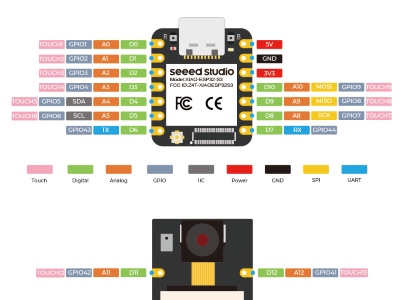 R B
TOUCH1 GPIO1 A0 D0 5V
TOUCH2 GPIO2 A1 D1 GND
TOUCH3 GPIO3 A2 D2 3V3
TOUCH4 GPIO4 A3 D3 D10 A10 MOSI GPIO9 TOUCH9
TOUCH5 GPIO5 SDA A4 D4 D9 A9 MISO GPIO8 TOUCH8
TOUCH6 GPIO6 SCL A5 D5 D8 A8 SCK GPIO7 TOUCH7
GPIO43 TX D6 D7 RX GPIO44
seeed studio
Model:XIAO-ESP32-S3
FCC ID:Z4T-XIAOESP32S3
FC CE
Touch Digital Analog GPIO IIC Power GND SPI UART
TOUCH12 GPIO42 A11 D11 D12 A12 GPIO41 TOUCH13